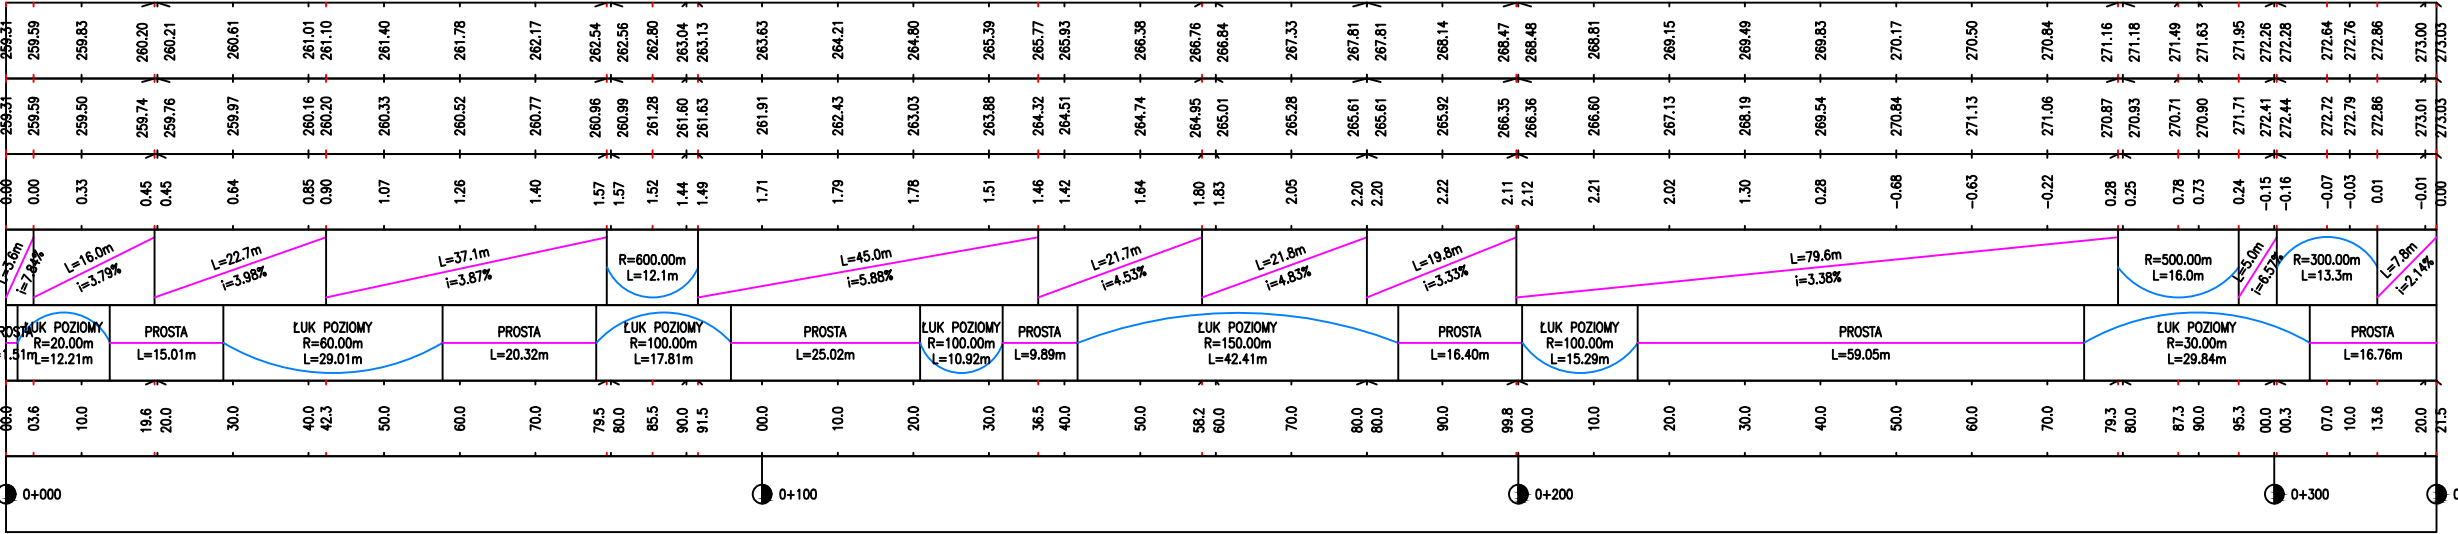 259.31 259.59 259.83 260.20 260.21 260.61 261.01 261.10 261.40 261.78 262.17 262.54 262.56 262.80 263.04 263.13 263.63 264.21 264.80 265.39 265.77 265.93 266.38 266.76 266.84 267.33 267.81 267.81 268.14 268.47 268.48 268.81 269.15 269.49 269.83 270.17 270.50 270.84 271.16 271.18 271.49 271.63 271.95 272.26 272.28 272.64 272.76 272.86 273.00 273.03
259.31 259.59 259.50 259.74 259.76 259.97 260.16 260.20 260.33 260.52 260.77 260.96 260.99 261.28 261.60 261.63 261.91 262.43 263.03 263.88 264.32 264.51 264.74 264.95 265.01 265.28 265.61 265.61 265.92 266.35 266.36 266.60 267.13 268.19 269.54 270.84 271.13 271.06 270.87 270.93 270.71 270.90 271.71 272.41 272.44 272.72 272.79 272.86 273.01 273.03
0.00 0.00 0.33 0.45 0.45 0.64 0.85 0.90 1.07 1.26 1.40 1.57 1.57 1.52 1.44 1.49 1.71 1.79 1.78 1.51 1.46 1.42 1.64 1.80 1.83 2.05 2.20 2.20 2.22 2.11 2.12 2.21 2.02 1.30 0.28 -0.68 -0.63 -0.22 0.28 0.25 0.78 0.73 0.24 -0.15 -0.16 -0.07 -0.03 0.01 -0.01 0.00
L=3.6m
i=7.84%
L=16.0m
i=3.79%
L=22.7m
i=3.98%
L=37.1m
i=3.87%
R=600.00m
L=12.1m
L=45.0m
i=5.88%
L=21.7m
i=4.53%
L=21.8m
i=4.83%
L=19.8m
i=3.33%
L=79.6m
i=3.38%
R=500.00m
L=16.0m
L=5.0m
i=6.57%
R=300.00m
L=13.3m
L=7.8m
i=2.14%
PROSTA
L=1.51m
ŁUK POZIOMY
R=20.00m
L=12.21m
PROSTA
L=15.01m
ŁUK POZIOMY
R=60.00m
L=29.01m
PROSTA
L=20.32m
ŁUK POZIOMY
R=100.00m
L=17.81m
PROSTA
L=25.02m
ŁUK POZIOMY
R=100.00m
L=10.92m
PROSTA
L=9.89m
ŁUK POZIOMY
R=150.00m
L=42.41m
PROSTA
L=16.40m
ŁUK POZIOMY
R=100.00m
L=15.29m
PROSTA
L=59.05m
ŁUK POZIOMY
R=30.00m
L=29.84m
PROSTA
L=16.76m
00.0 03.6 10.0 19.6 20.0 30.0 40.0 42.3 50.0 60.0 70.0 79.5 80.0 85.5 90.0 91.5 00.0 10.0 20.0 30.0 36.5 40.0 50.0 58.2 60.0 70.0 80.0 80.0 90.0 99.8 00.0 10.0 20.0 30.0 40.0 50.0 60.0 70.0 79.3 80.0 87.3 90.0 95.3 00.0 00.3 07.0 10.0 13.6 20.0 21.5
0+000 0+100 0+200 0+300